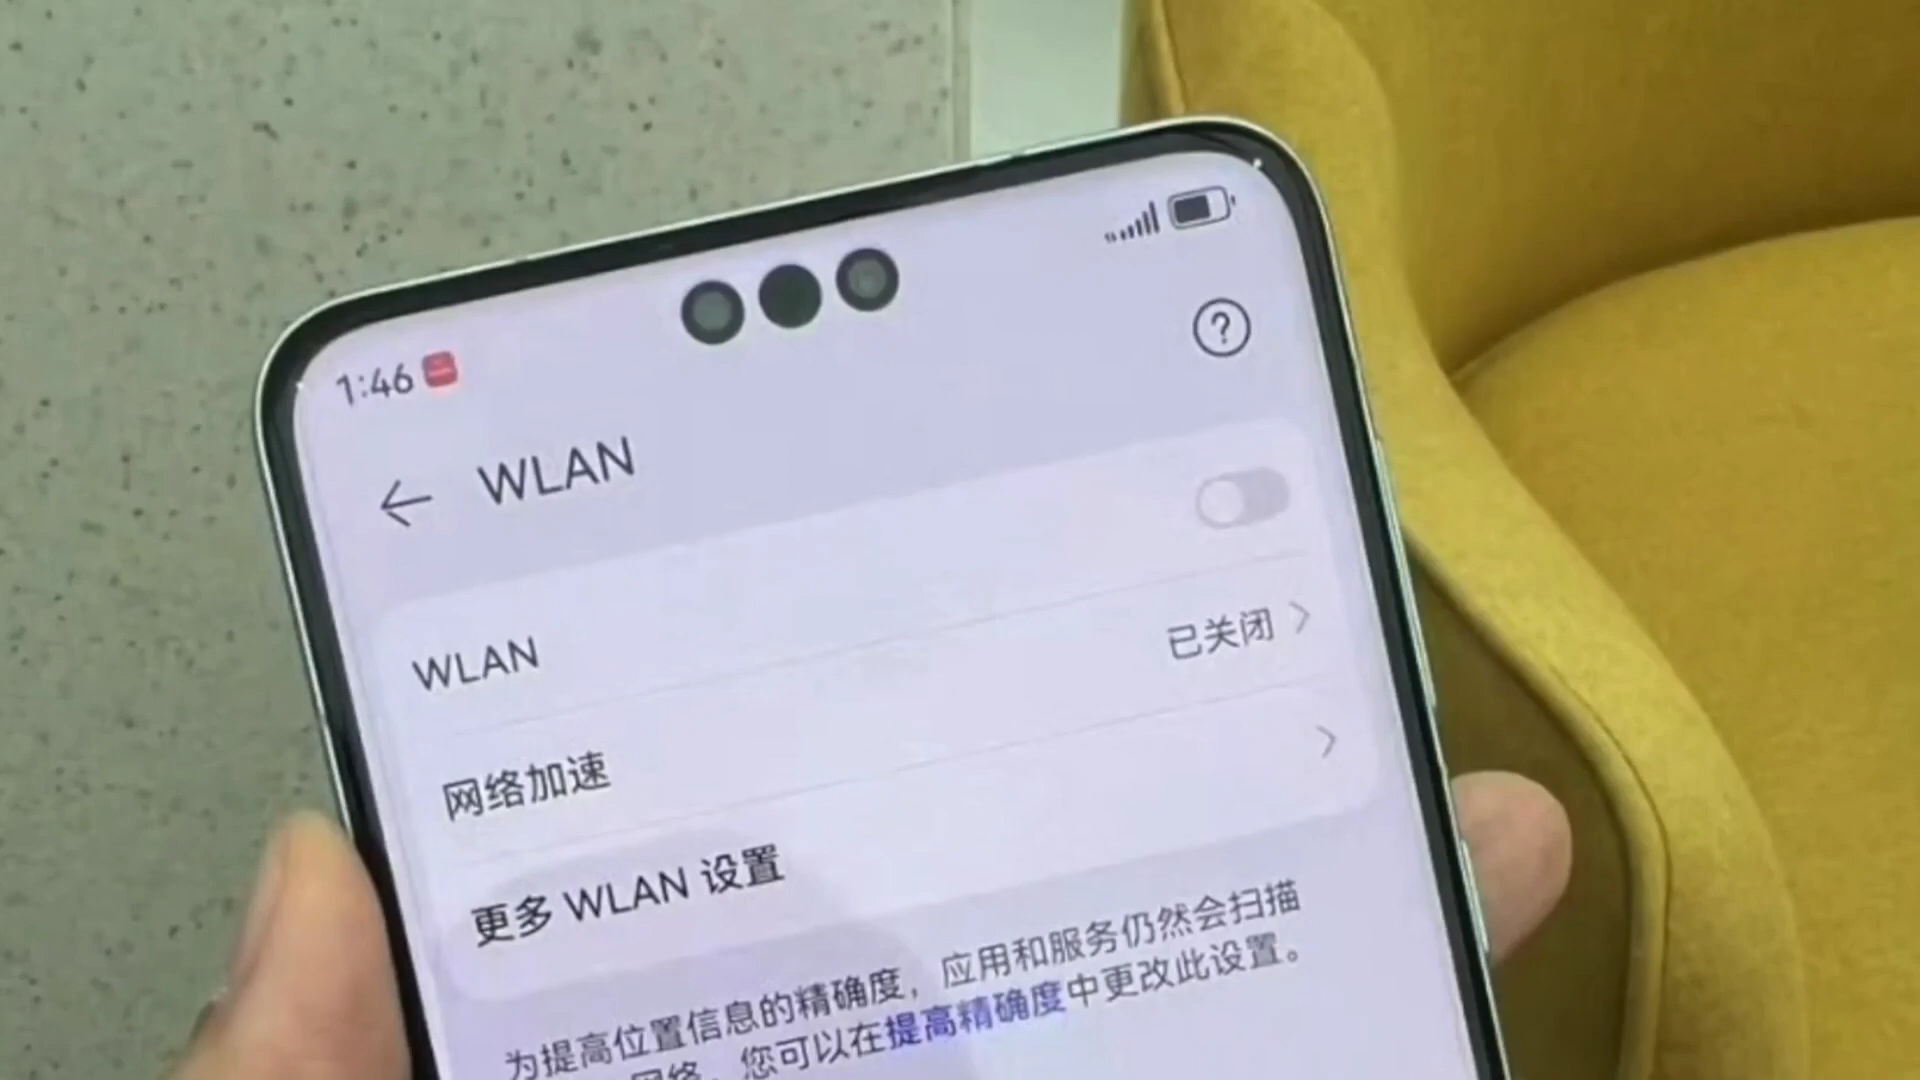 1:46
WLAN
WLAN
已关闭
网络加速
更多 WLAN 设置
为提高位置信息的精确度，应用和服务仍然会扫描
网络。您可以在提高精确度中更改此设置。